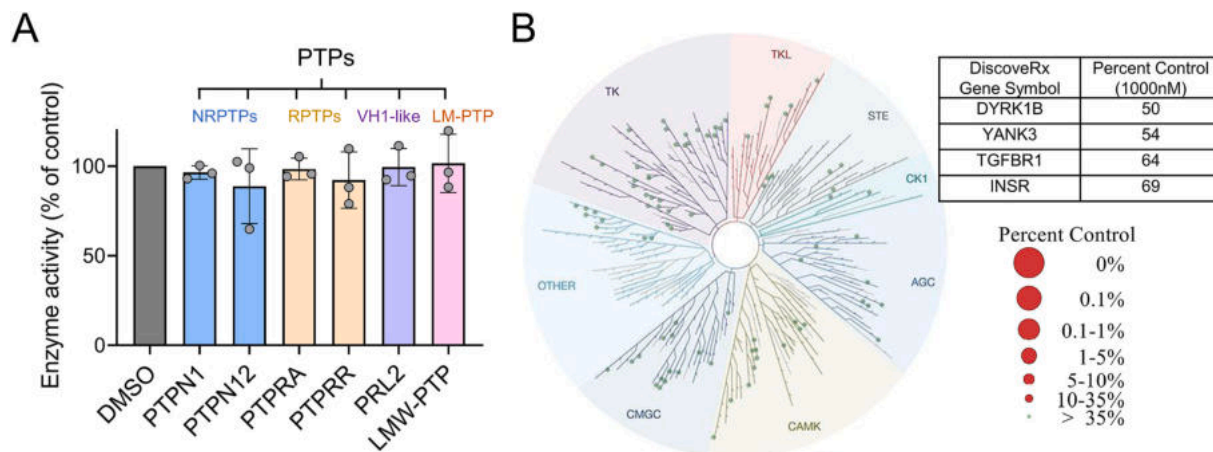 A
PTPs
NRPTPs RPTPs VH1-like LM-PTP
Enzyme activity (% of control)
100
50
0
DMSO
PTPN1
PTPN12
PTPRA
PTPRR
PRL2
LMW-PTP
B
TK
TKL
STE
CK1
AGC
CAMK
CMGC
OTHER
DiscoveRx Percent Control
Gene Symbol (1000nM)
DYRK1B 50
YANK3 54
TGFBR1 64
INSR 69
Percent Control
0%
0.1%
0.1-1%
1-5%
5-10%
10-35%
> 35%